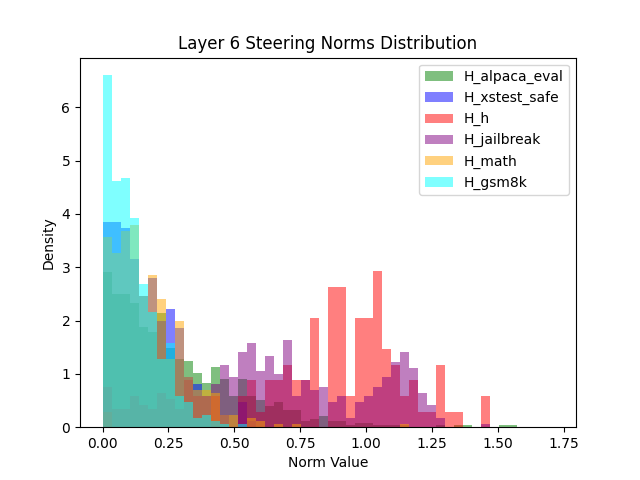 Layer 6 Steering Norms Distribution
H_alpaca_eval
H_xstest_safe
H_h
H_jailbreak
H_math
H_gsm8k
Density
6
5
4
3
2
1
0
0.00 0.25 0.50 0.75 1.00 1.25 1.50 1.75
Norm Value